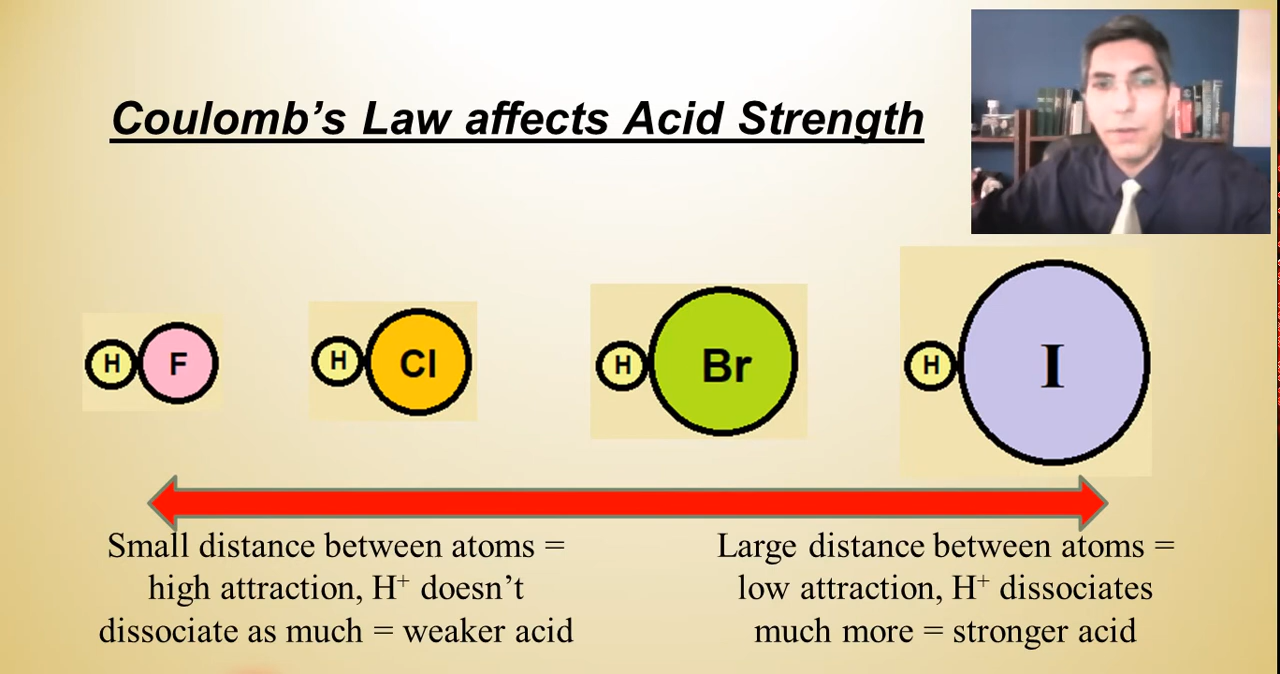 Coulomb's Law affects Acid Strength
H F
H Cl
H Br
H I
Small distance between atoms =
high attraction, H⁺ doesn't
dissociate as much = weaker acid
Large distance between atoms =
low attraction, H⁺ dissociates
much more = stronger acid